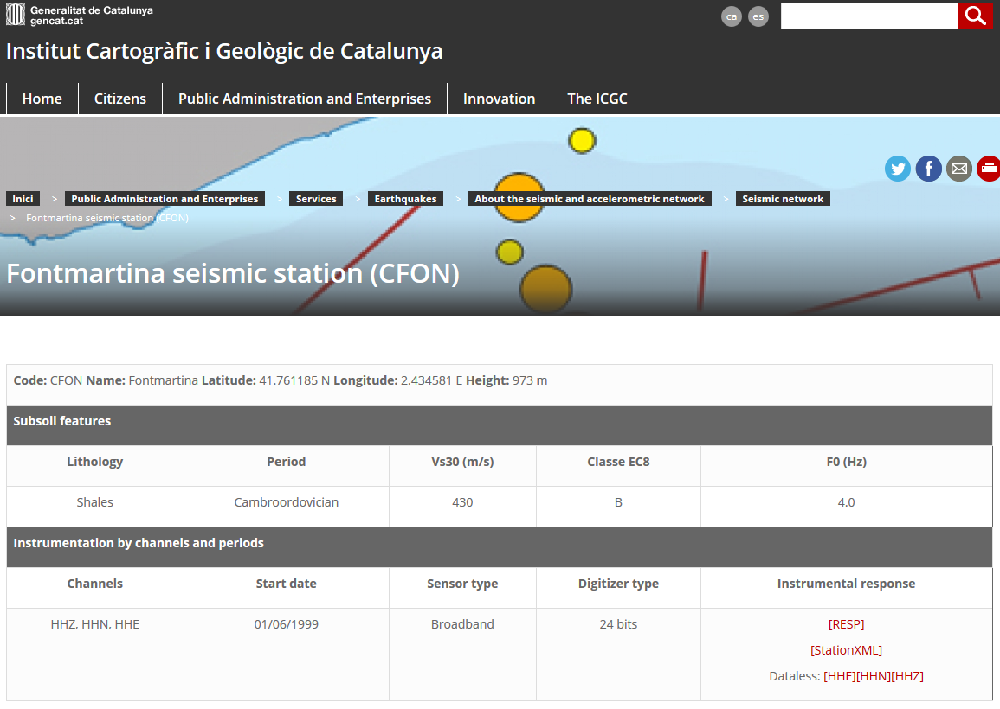 Generalitat de Catalunya
gencat.cat
ca es
Institut Cartogràfic i Geològic de Catalunya
Home Citizens Public Administration and Enterprises Innovation The ICGC
Inici > Public Administration and Enterprises > Services > Earthquakes > About the seismic and accelerometric network > Seismic network
> Fontmartina seismic station (CFON)
Fontmartina seismic station (CFON)
Code: CFON Name: Fontmartina Latitude: 41.761185 N Longitude: 2.434581 E Height: 973 m
Subsoil features
Lithology Period Vs30 (m/s) Classe EC8 F0 (Hz)
Shales Cambroordovician 430 B 4.0
Instrumentation by channels and periods
Channels Start date Sensor type Digitizer type Instrumental response
HHZ, HHN, HHE 01/06/1999 Broadband 24 bits [RESP]
[StationXML]
Dataless: [HHE][HHN][HHZ]